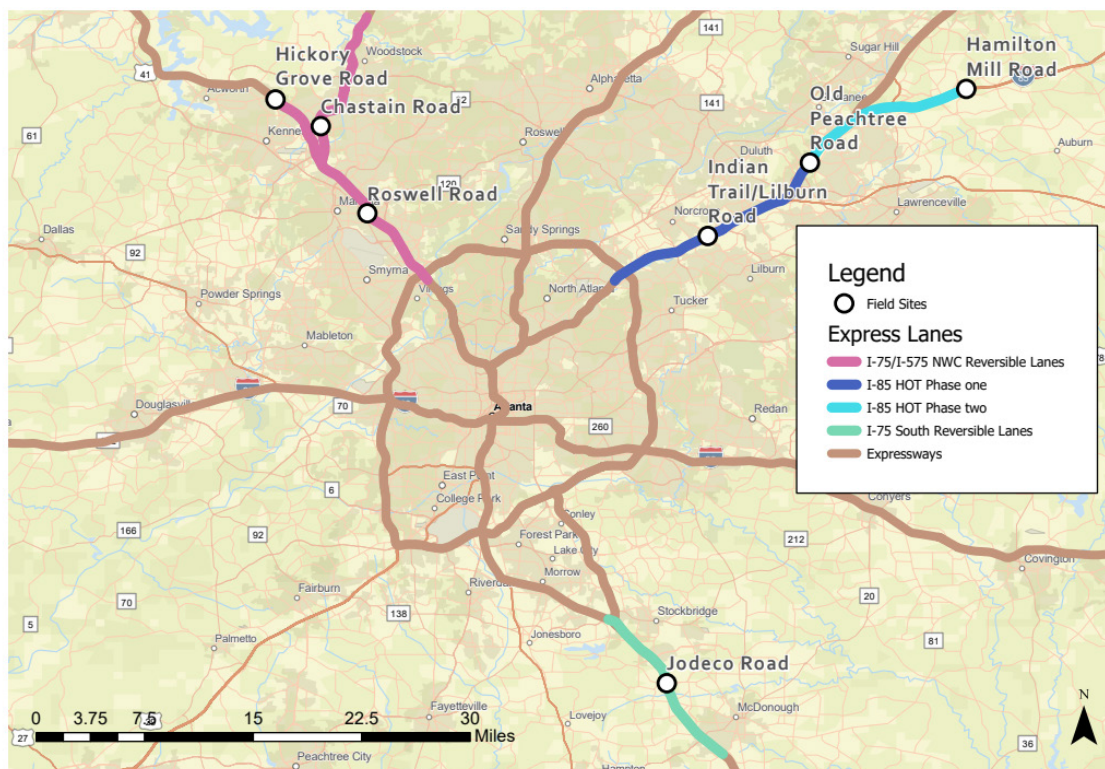 Hickory
Grove Road
Chastain Road
Roswell Road
Hamilton
Mill Road
Old
Peachtree
Road
Indian
Trail/Lilburn
Road
Jodeco Road
Woodstock
Acworth
Alpharetta
Sugar Hill
Roswell
Duluth
Auburn
Norcross
Lawrenceville
Dallas
Sandy Springs
Smyrna
North Atlanta
Lilburn
Powder Springs
Tucker
Mableton
Douglasville
Atlanta
Redan
East Point
College Park
Conley
Conyers
Forest Park
Lake City
Morrow
Covington
Fairburn
Riverdale
Stockbridge
Palmetto
Jonesboro
Fayetteville
Lovejoy
McDonough
Peachtree City
Hampton
41
141
61
141
120
92
70
260
6
166
92
212
70
138
20
5
81
27
36
Legend
Field Sites
Express Lanes
I-75/I-575 NWC Reversible Lanes
I-85 HOT Phase one
I-85 HOT Phase two
I-75 South Reversible Lanes
Expressways
0 3.75 7.5 15 22.5 30
Miles
N